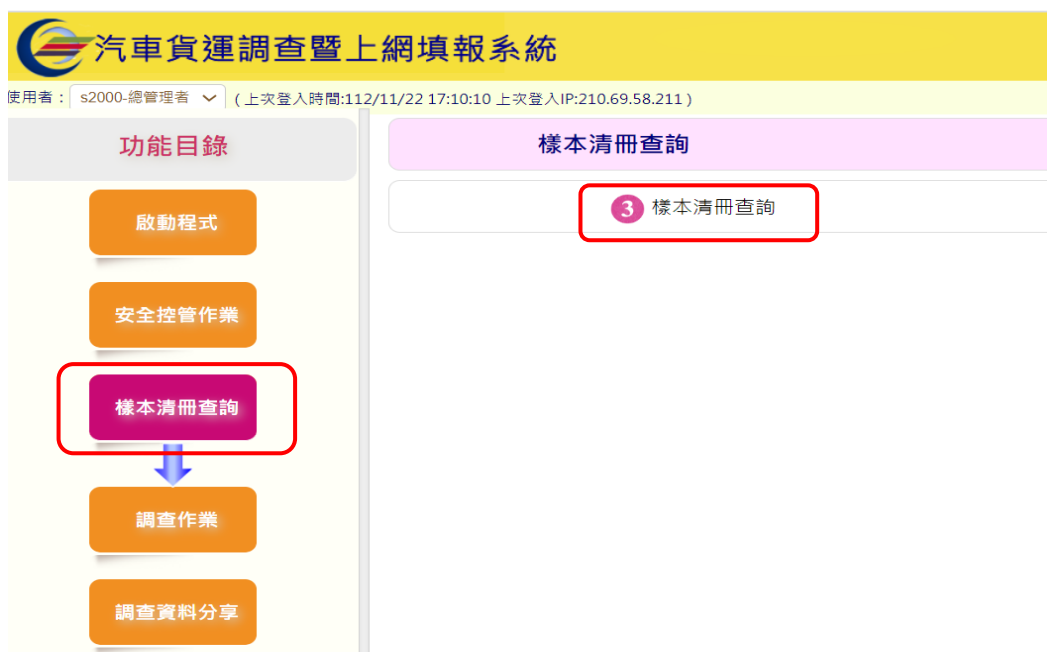 汽車貨運調查暨上網填報系統
使用者： s2000-總管理者 (上次登入時間:112/11/22 17:10:10 上次登入IP:210.69.58.211)
功能目錄
啟動程式
安全控管作業
樣本清冊查詢
調查作業
調查資料分享
樣本清冊查詢
3 樣本清冊查詢